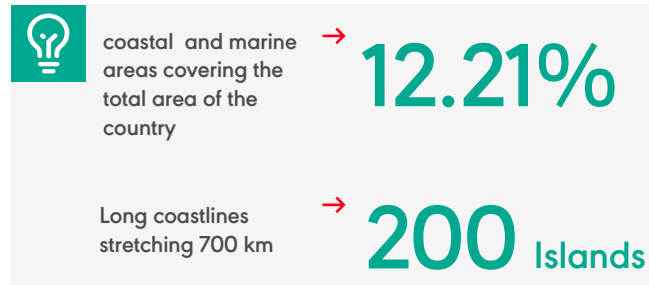 coastal and marine
areas covering the
total area of the
country
→ 12.21%
Long coastlines
stretching 700 km
→ 200 Islands